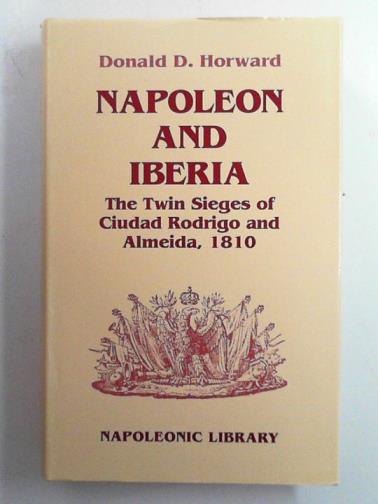 Donald D. Horward
NAPOLEON
AND
IBERIA
The Twin Sieges of
Ciudad Rodrigo and
Almeida, 1810
NAPOLEONIC LIBRARY